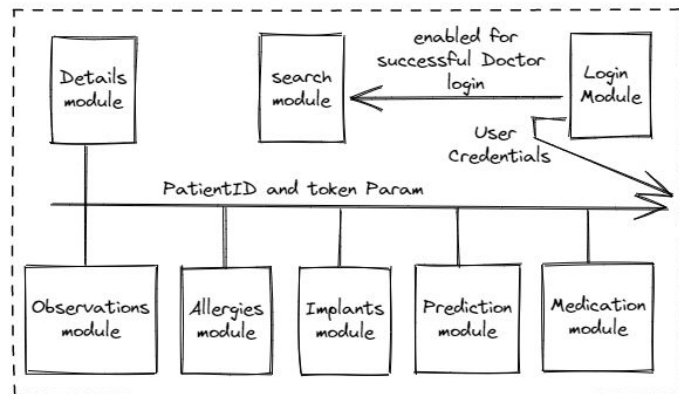 Details
module
search
module
enabled for
successful Doctor
login
Login
Module
User
Credentials
PatientID and token Param
Observations
module
Allergies
module
Implants
module
Prediction
module
Medication
module